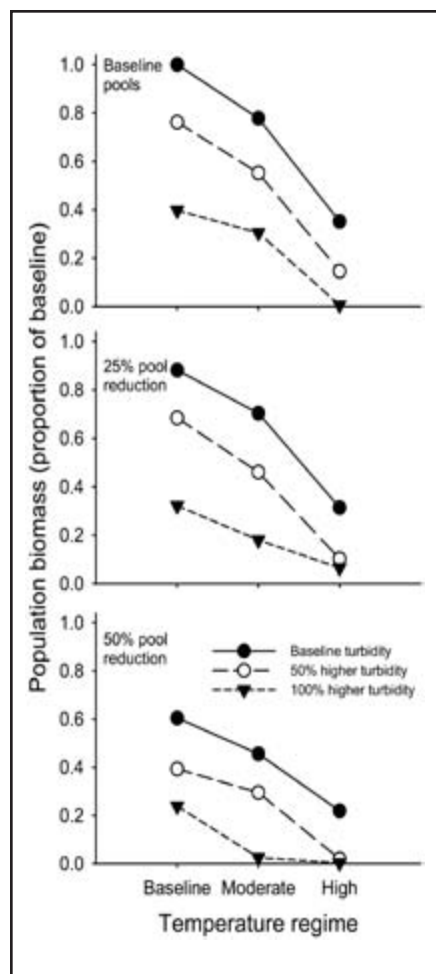 Population biomass (proportion of baseline)
1.0
Baseline
pools
0.8
0.6
0.4
0.2
0.0
1.0
25% pool
reduction
0.8
0.6
0.4
0.2
0.0
1.0
50% pool
reduction
0.8
Baseline turbidity
50% higher turbidity
100% higher turbidity
0.6
0.4
0.2
0.0
Baseline Moderate High
Temperature regime